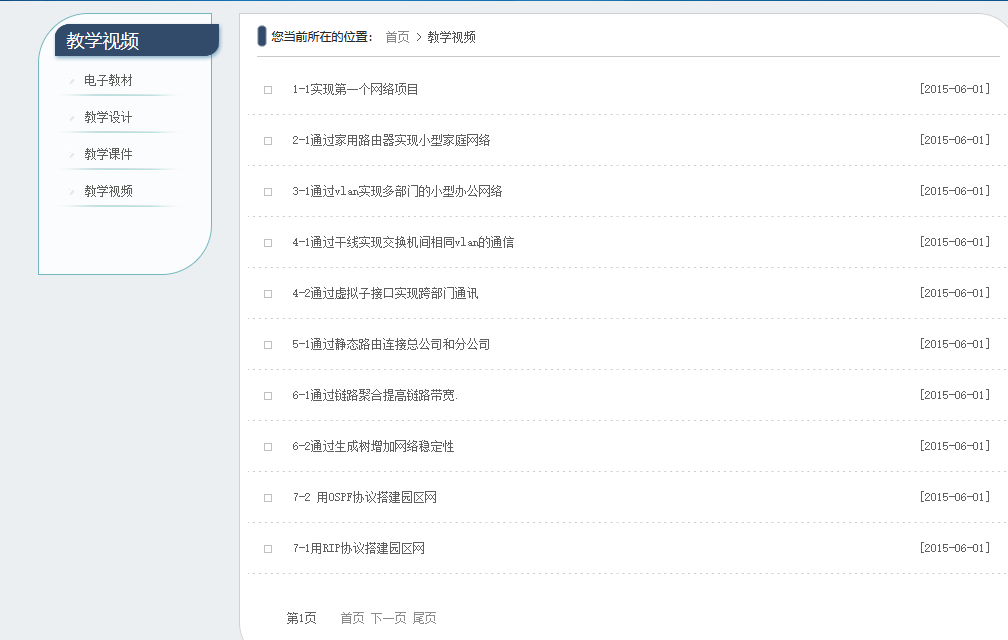 教学视频
电子教材
教学设计
教学课件
教学视频
您当前所在的位置： 首页 > 教学视频
1-1实现第一个网络项目 [2015-06-01]
2-1通过家用路由器实现小型家庭网络 [2015-06-01]
3-1通过vlan实现多部门的小型办公网络 [2015-06-01]
4-1通过干线实现交换机间相同vlan的通信 [2015-06-01]
4-2通过虚拟子接口实现跨部门通讯 [2015-06-01]
5-1通过静态路由连接总公司和分公司 [2015-06-01]
6-1通过链路聚合提高链路带宽. [2015-06-01]
6-2通过生成树增加网络稳定性 [2015-06-01]
7-2 用OSPF协议搭建园区网 [2015-06-01]
7-1用RIP协议搭建园区网 [2015-06-01]
第1页 首页 下一页 尾页